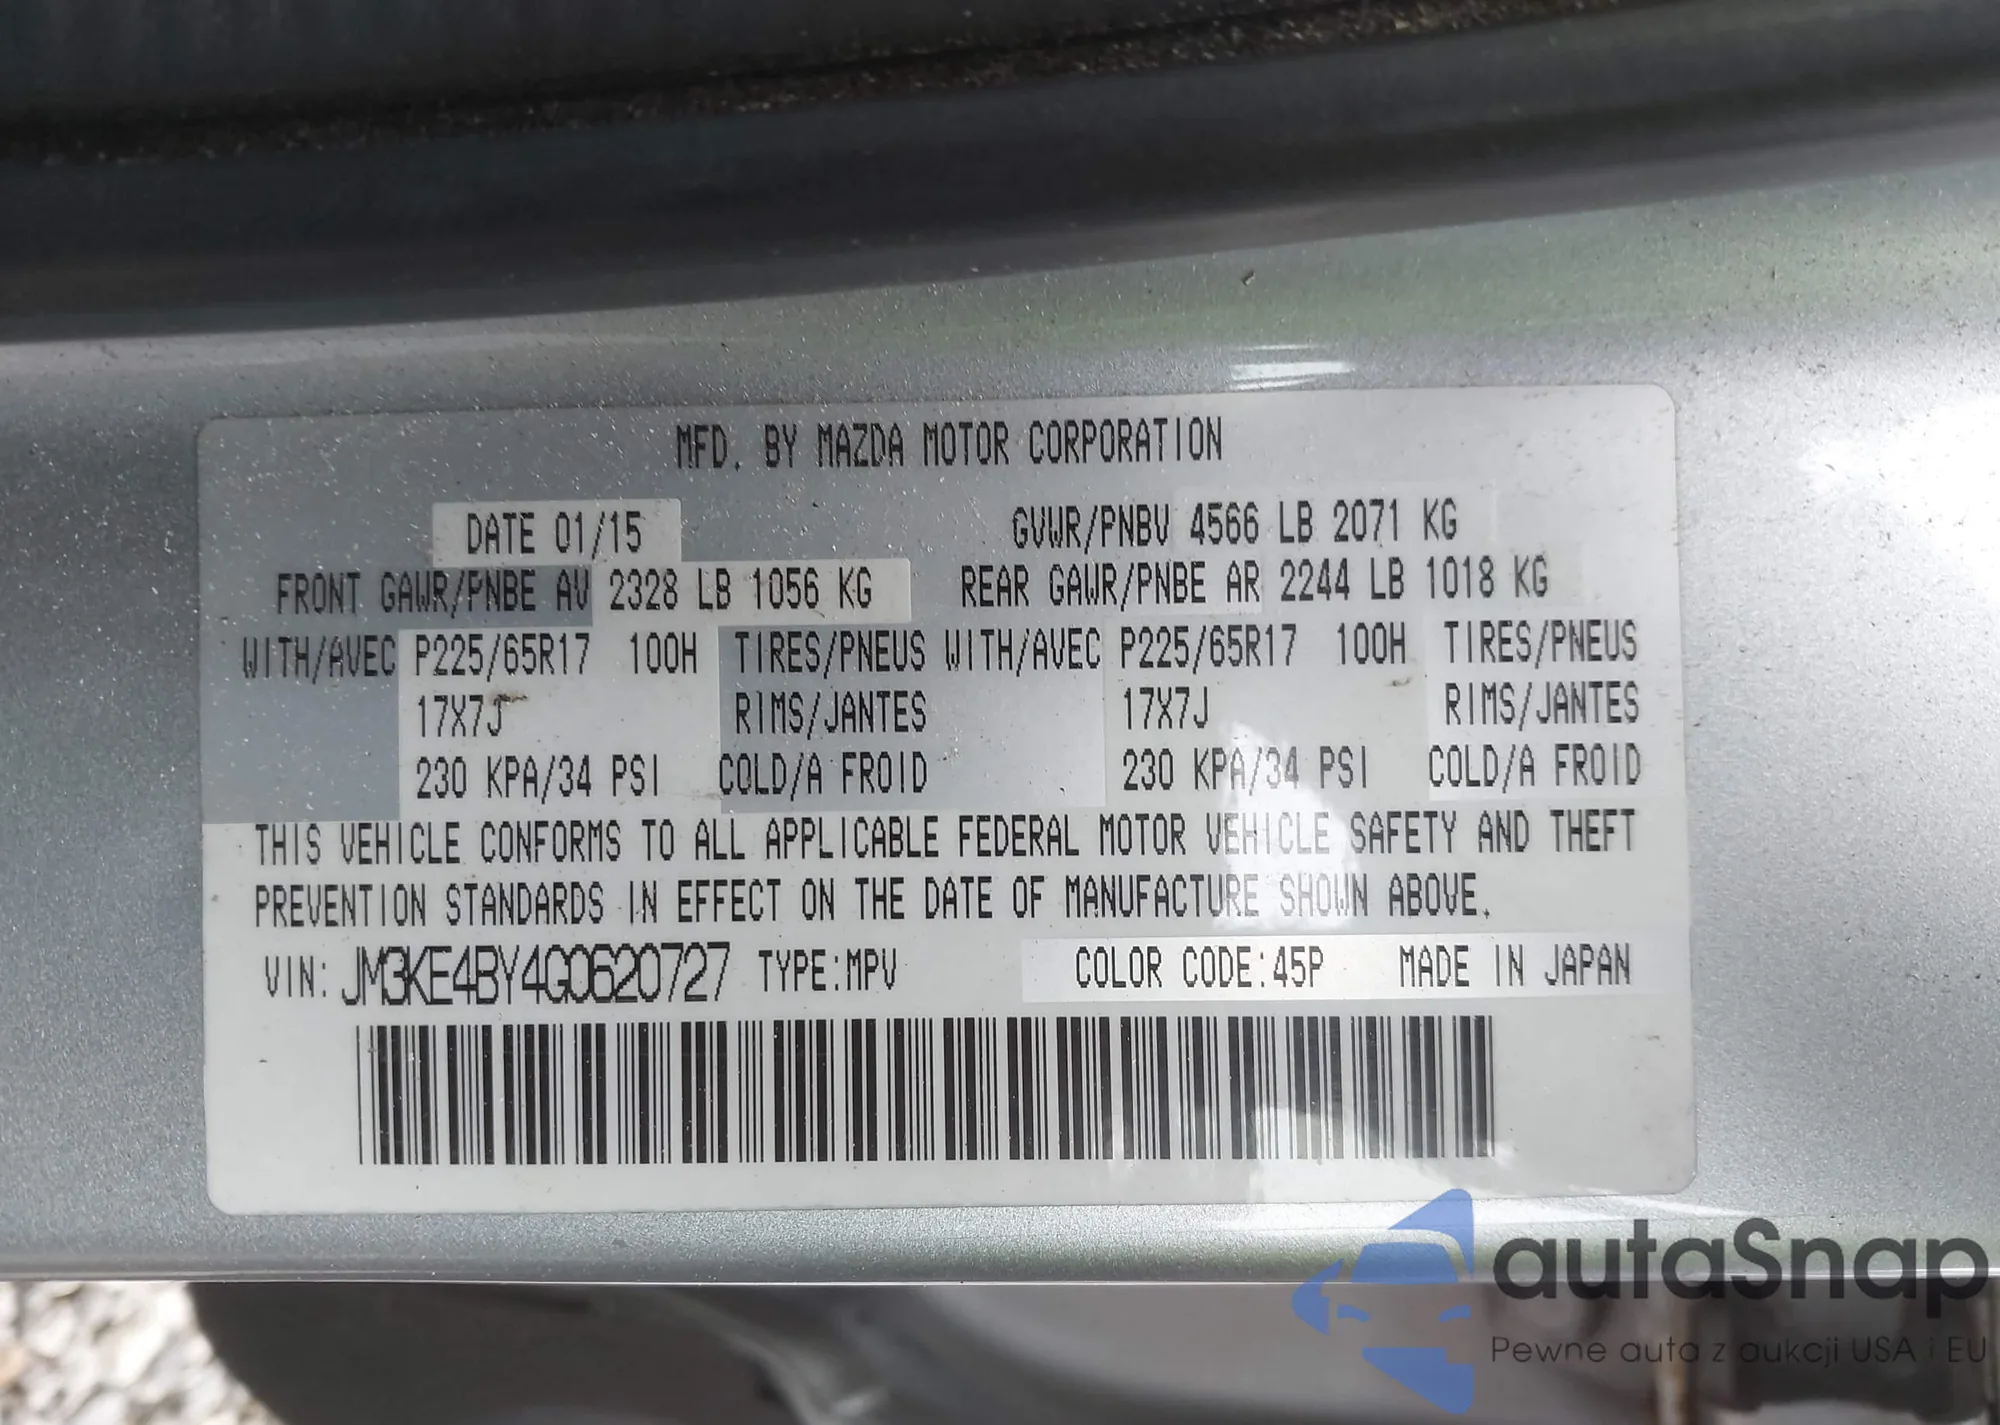 MFD. BY MAZDA MOTOR CORPORATION
DATE 01/15 GVWR/PNBV 4566 LB 2071 KG
FRONT GAWR/PNBE AV 2328 LB 1056 KG REAR GAWR/PNBE AR 2244 LB 1018 KG
WITH/AVEC P225/65R17 100H TIRES/PNEUS WITH/AVEC P225/65R17 100H TIRES/PNEUS
17X7J RIMS/JANTES 17X7J RIMS/JANTES
230 KPA/34 PSI COLD/A FROID 230 KPA/34 PSI COLD/A FROID
THIS VEHICLE CONFORMS TO ALL APPLICABLE FEDERAL MOTOR VEHICLE SAFETY AND THEFT
PREVENTION STANDARDS IN EFFECT ON THE DATE OF MANUFACTURE SHOWN ABOVE.
VIN: JM3KE4BY4G0620727 TYPE:MPV COLOR CODE:45P MADE IN JAPAN
autaSnap
Pewne auta z aukcji USA i EU